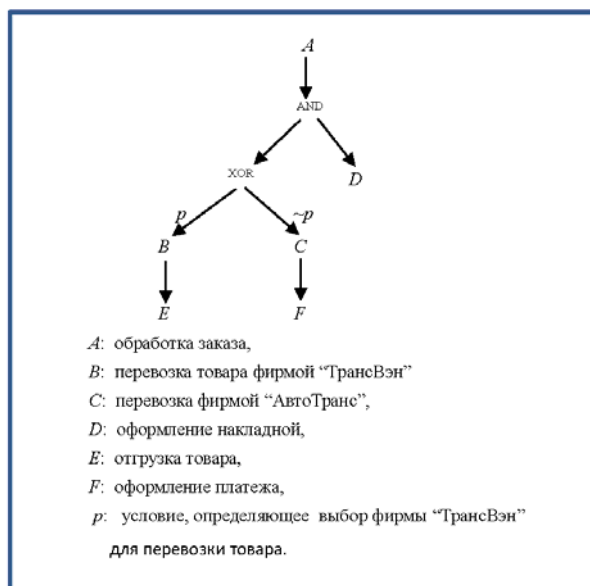 A
AND
XOR
D
p
~p
B
C
E
F
A: обработка заказа,
B: перевозка товара фирмой “ТрансВэн”
C: перевозка фирмой “АвтоТранс”,
D: оформление накладной,
E: отгрузка товара,
F: оформление платежа,
p: условие, определяющее выбор фирмы “ТрансВэн”
для перевозки товара.